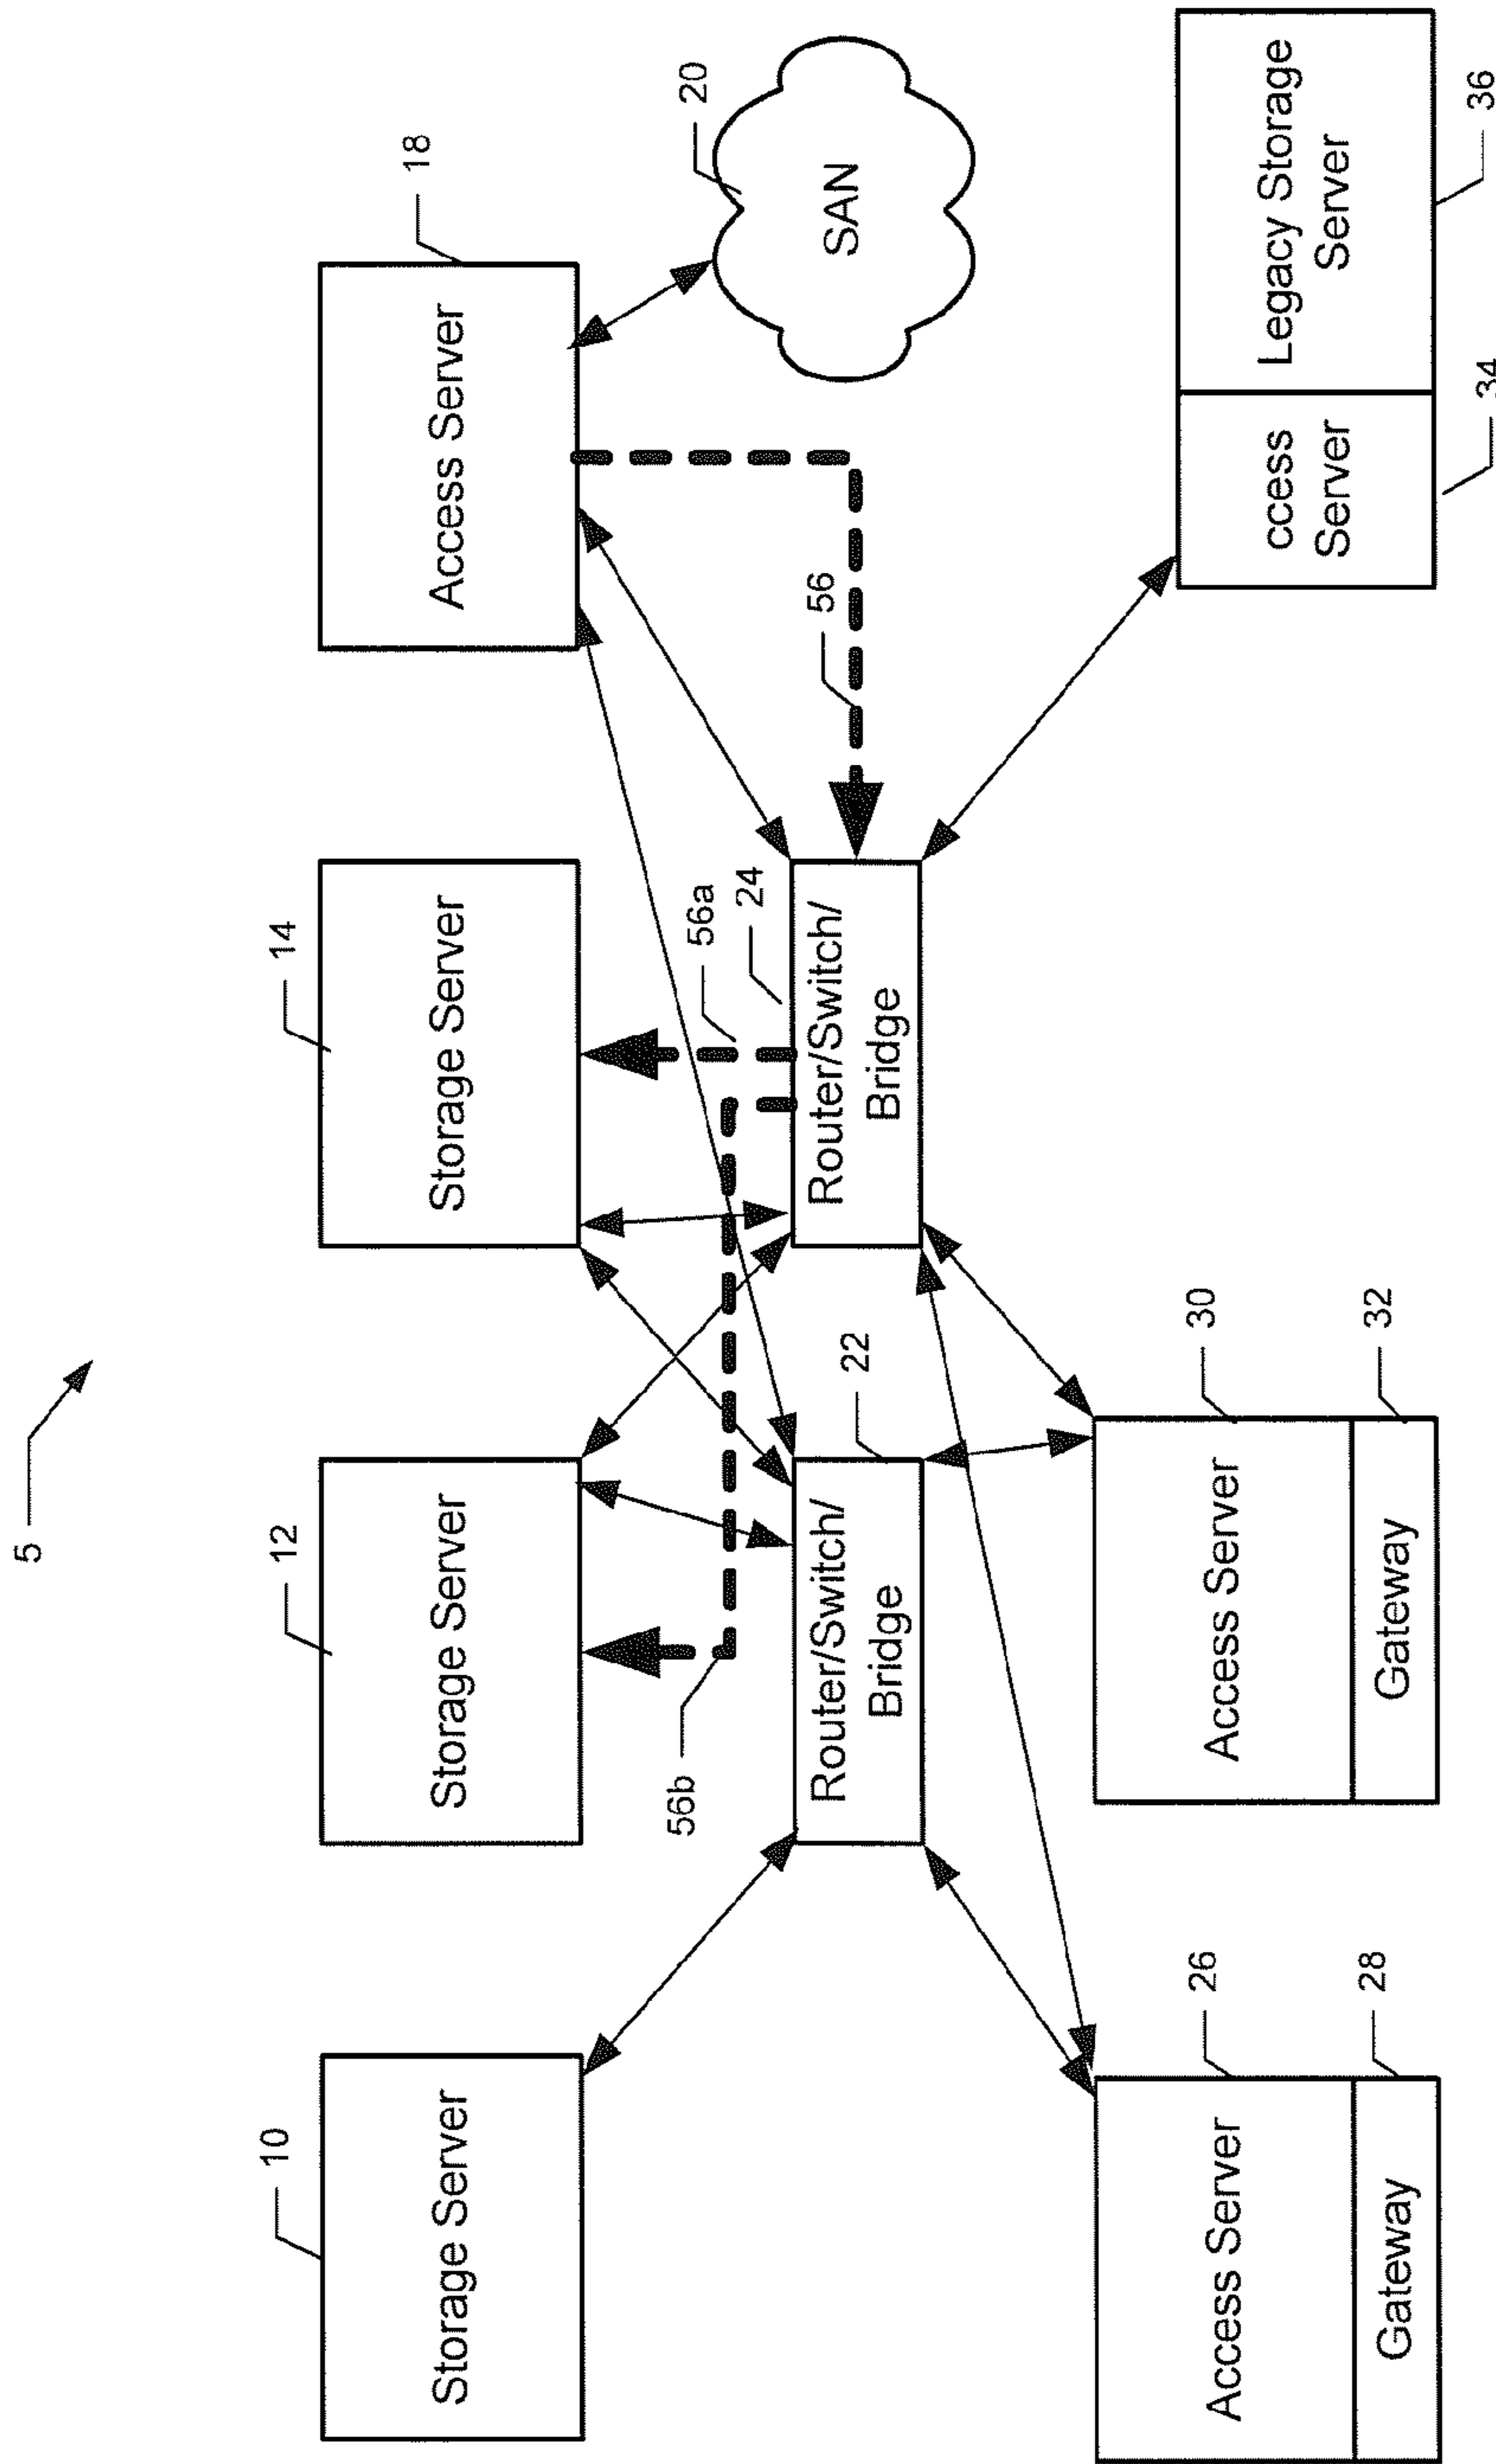 5
10
12
14
18
Storage Server
Storage Server
Storage Server
Access Server
56b
56a
20
24
22
56
Router/Switch/
Bridge
Router/Switch/
Bridge
SAN
26
30
Access Server
Access Server
ccess
Server
Legacy Storage
Server
28
32
Gateway
Gateway
34
36